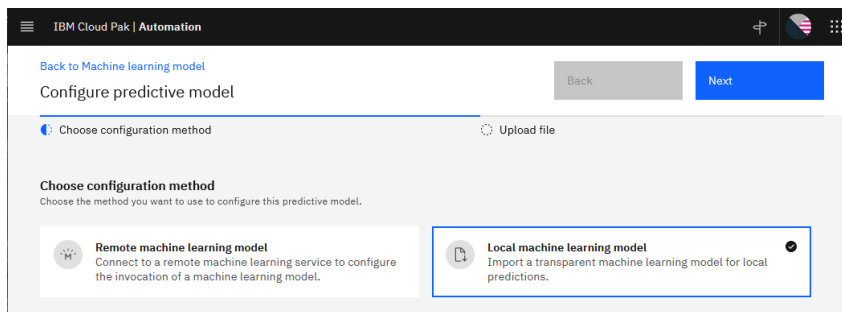 IBM Cloud Pak | Automation
Back to Machine learning model
Configure predictive model
Back
Next
Choose configuration method
Upload file
Choose configuration method
Choose the method you want to use to configure this predictive model.
Remote machine learning model
Connect to a remote machine learning service to configure
the invocation of a machine learning model.
Local machine learning model
Import a transparent machine learning model for local
predictions.